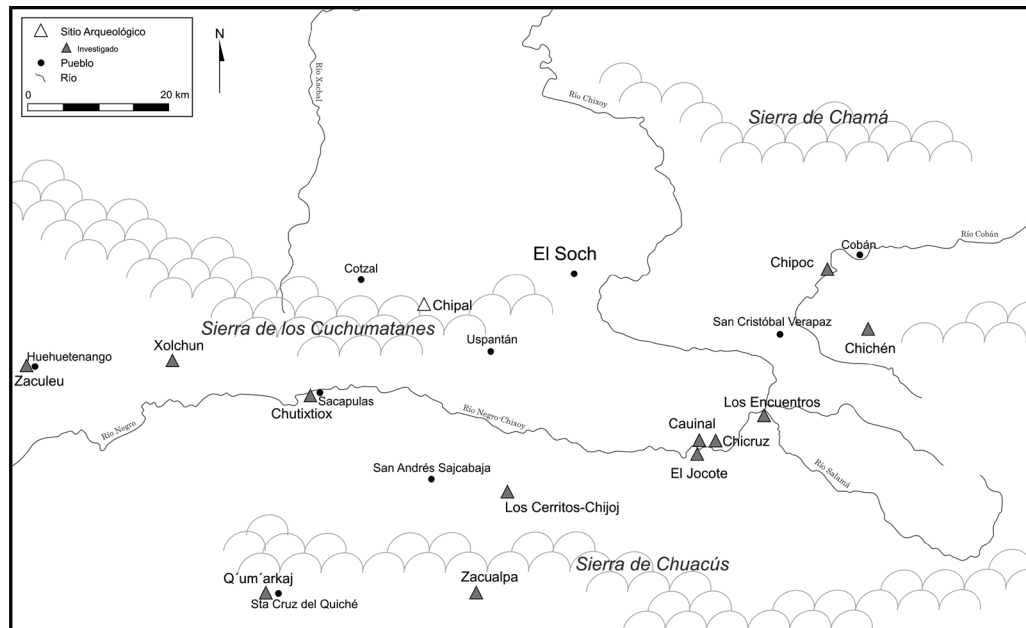 Sitio Arqueológico
Investigado
Pueblo
Río
0 20 km
N
Río Xacbal
Río Chixoy
Sierra de Chamá
Río Cobán
Cobán
El Soch
Chipoc
Cotzal
Chipal
San Cristóbal Verapaz
Sierra de los Cuchumatanes
Chichén
Uspantán
Xolchun
Huehuetenango
Zaculeu
Sacapulas
Chutixtiox
Los Encuentros
Río Negro-Chixoy
Río Negro
Cauinal
Chicruz
San Andrés Sajcabaja
El Jocote
Río Salamá
Los Cerritos-Chijoj
Sierra de Chuacús
Q´um´arkaj
Zacualpa
Sta Cruz del Quiché